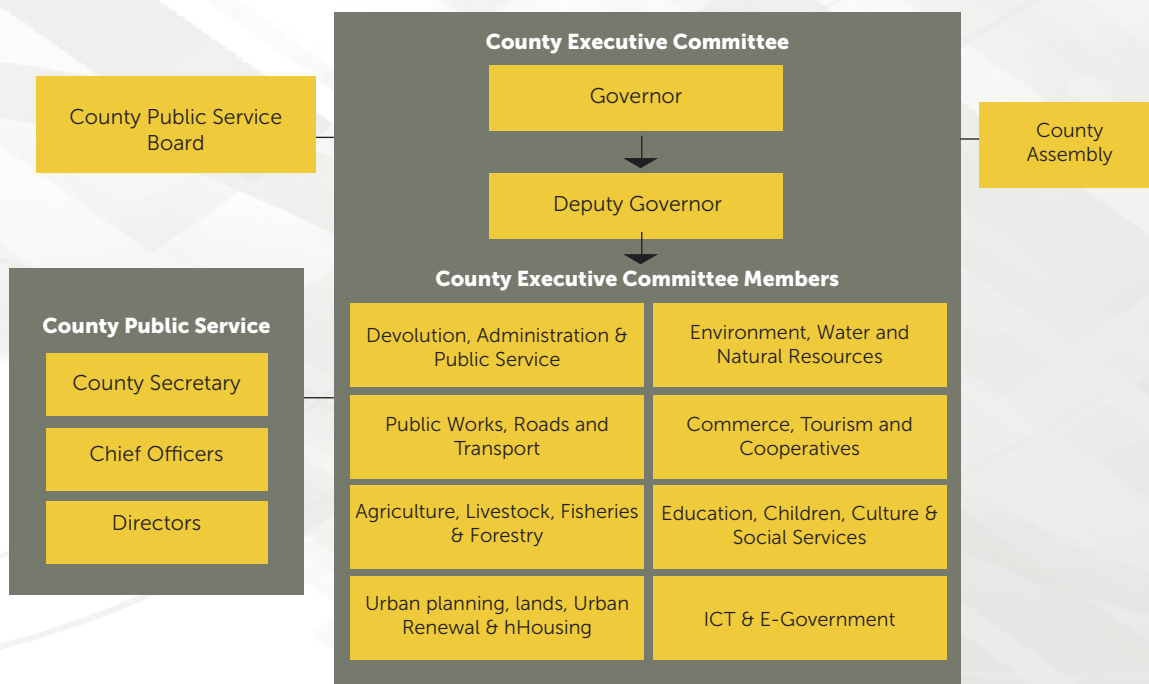 County Executive Committee
Governor
County Public Service
Board
County
Assembly
Deputy Governor
County Executive Committee Members
County Public Service
County Secretary
Chief Officers
Directors
Devolution, Administration &
Public Service
Environment, Water and
Natural Resources
Public Works, Roads and
Transport
Commerce, Tourism and
Cooperatives
Agriculture, Livestock, Fisheries
& Forestry
Education, Children, Culture &
Social Services
Urban planning, lands, Urban
Renewal & hHousing
ICT & E-Government